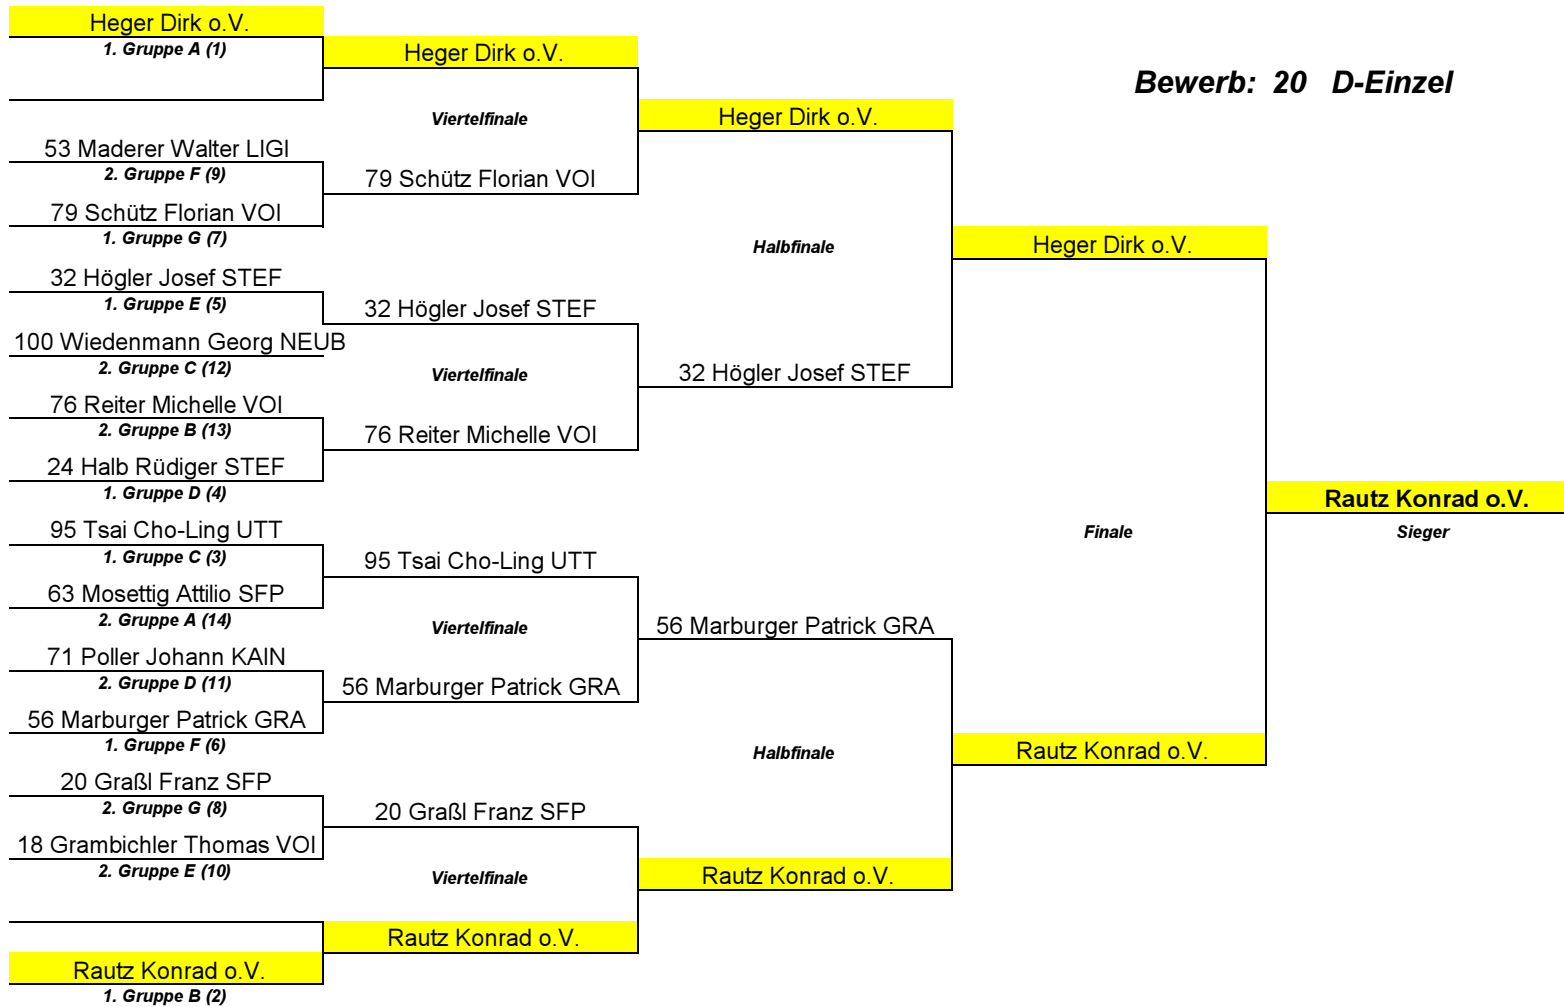 Bewerb: 20 D-Einzel
Heger Dirk o.V.
1. Gruppe A (1)
53 Maderer Walter LIGI
2. Gruppe F (9)
79 Schütz Florian VOI
1. Gruppe G (7)
32 Högler Josef STEF
1. Gruppe E (5)
100 Wiedenmann Georg NEUB
2. Gruppe C (12)
76 Reiter Michelle VOI
2. Gruppe B (13)
24 Halb Rüdiger STEF
1. Gruppe D (4)
95 Tsai Cho-Ling UTT
1. Gruppe C (3)
63 Mosettig Attilio SFP
2. Gruppe A (14)
71 Poller Johann KAIN
2. Gruppe D (11)
56 Marburger Patrick GRA
1. Gruppe F (6)
20 Graßl Franz SFP
2. Gruppe G (8)
18 Grambichler Thomas VOI
2. Gruppe E (10)
Rautz Konrad o.V.
1. Gruppe B (2)
Heger Dirk o.V.
Viertelfinale
79 Schütz Florian VOI
32 Högler Josef STEF
Viertelfinale
76 Reiter Michelle VOI
95 Tsai Cho-Ling UTT
Viertelfinale
56 Marburger Patrick GRA
20 Graßl Franz SFP
Viertelfinale
Rautz Konrad o.V.
Heger Dirk o.V.
Halbfinale
32 Högler Josef STEF
56 Marburger Patrick GRA
Halbfinale
Rautz Konrad o.V.
Heger Dirk o.V.
Finale
Rautz Konrad o.V.
Rautz Konrad o.V.
Sieger